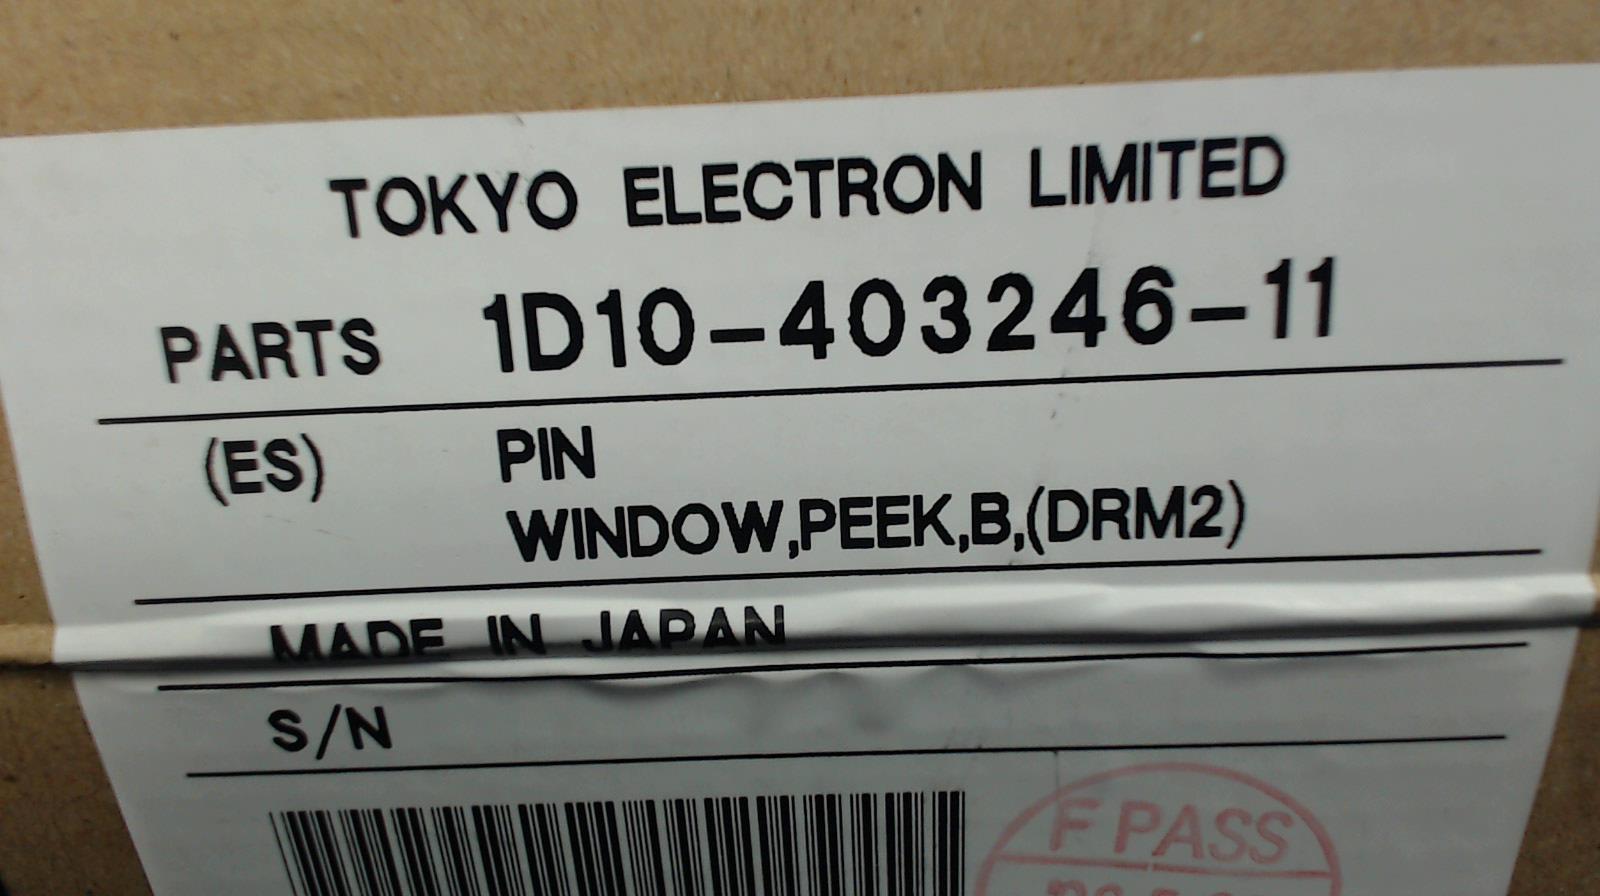 TOKYO ELECTRON LIMITED
PARTS 1D10-403246-11
(ES) PIN
WINDOW,PEEK,B,(DRM2)
MADE IN JAPAN
S/N
F PASS